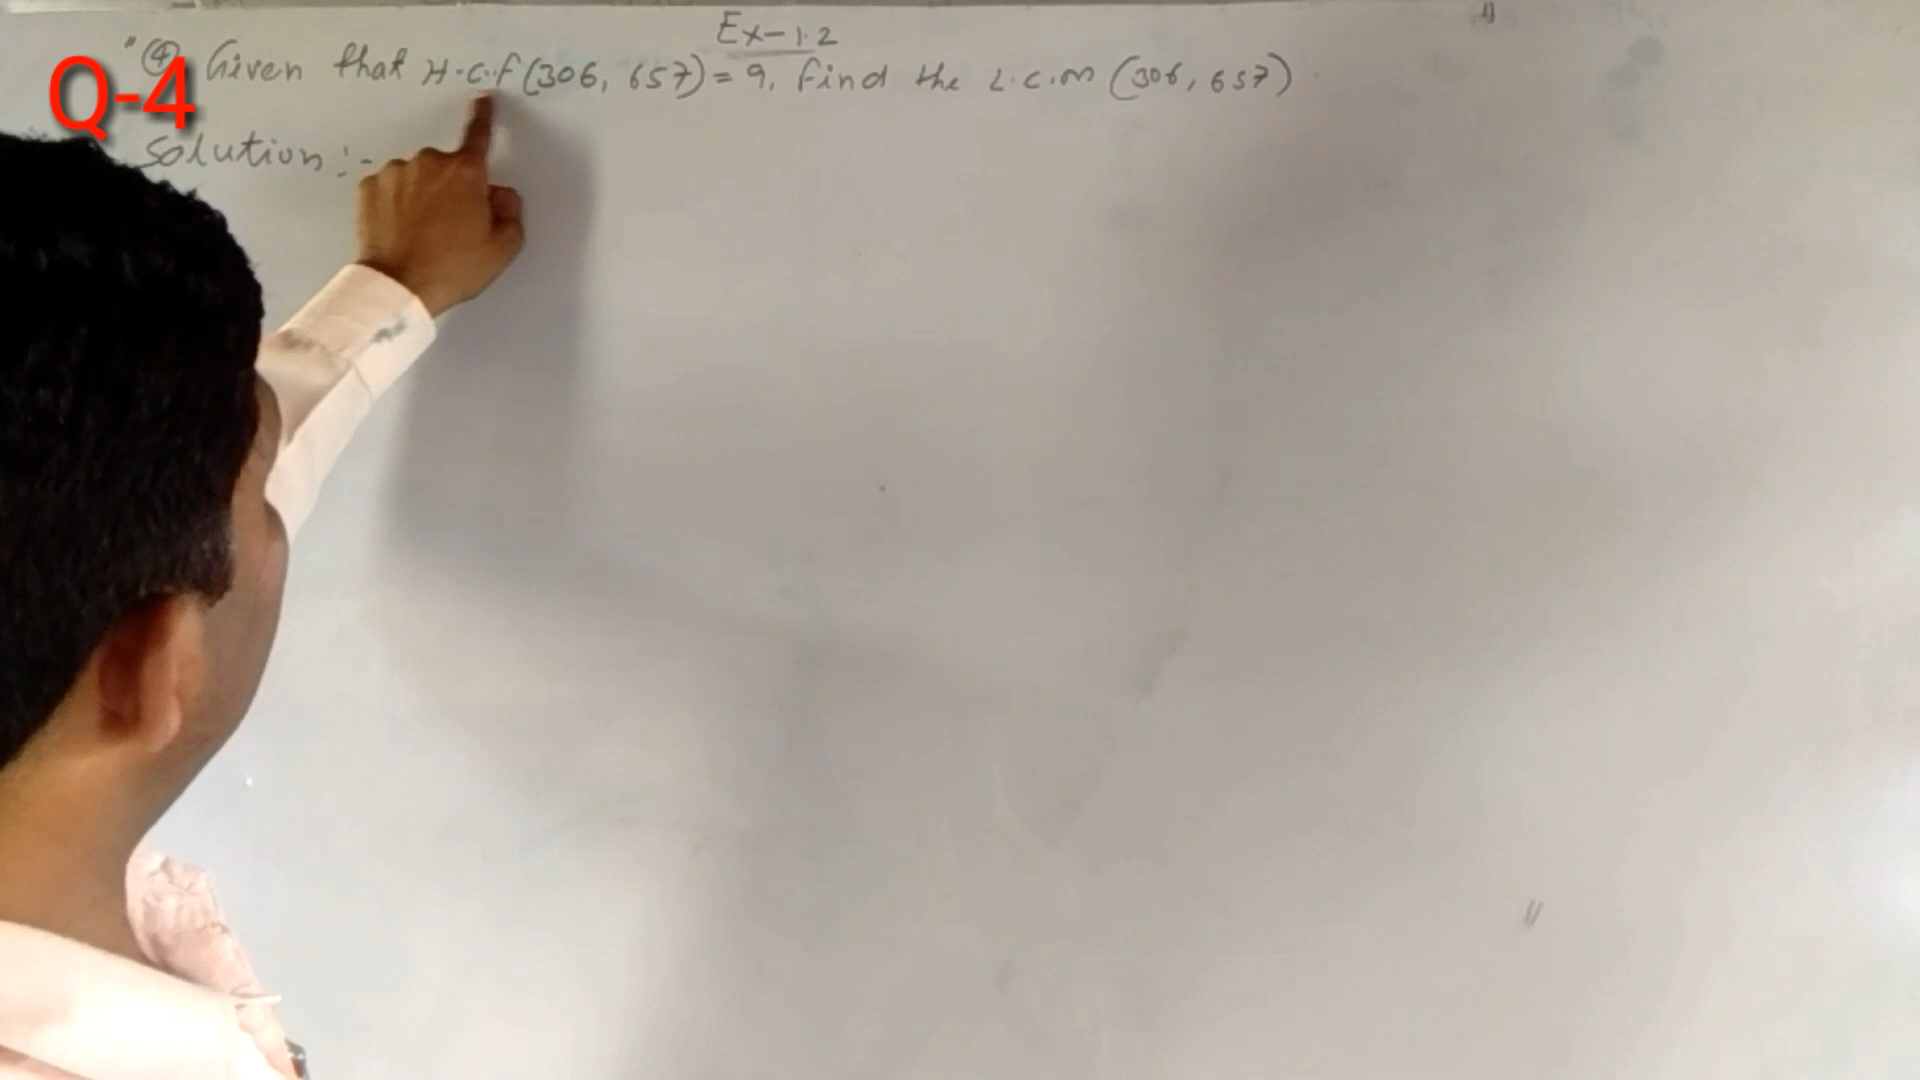 Ex-1.2
④ Given that H.C.F(306, 657) = 9. find the L.C.M (306, 657)
Q-4
Solution :-